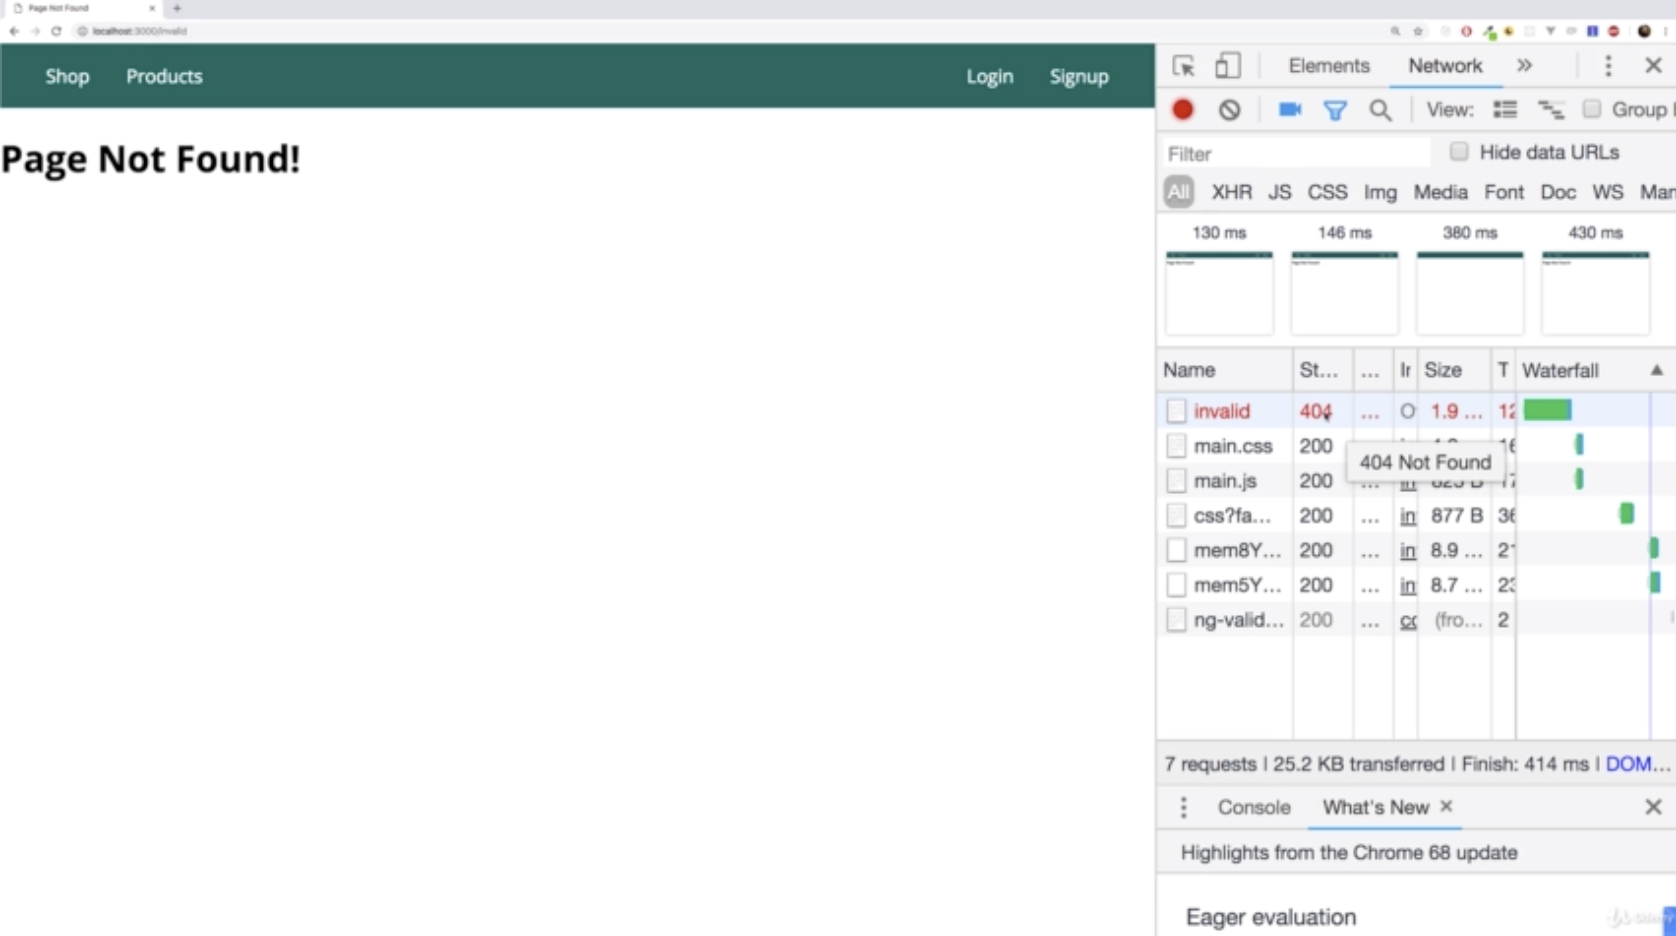 Page Not Found
localhost:3000/invalid
Shop Products Login Signup
Page Not Found!
Elements Network
View: Group
Filter Hide data URLs
All XHR JS CSS Img Media Font Doc WS Man
130 ms 146 ms 380 ms 430 ms
Name St... ... Ir Size T Waterfall
invalid 404 ... O 1.9 ... 12
main.css 200
404 Not Found
main.js 200
css?fa... 200 ... in 877 B 36
mem8Y... 200 ... in 8.9 ... 21
mem5Y... 200 ... in 8.7 ... 23
ng-valid... 200 ... co (fro... 2
7 requests | 25.2 KB transferred | Finish: 414 ms | DOM...
Console What's New
Highlights from the Chrome 68 update
Eager evaluation
Udemy